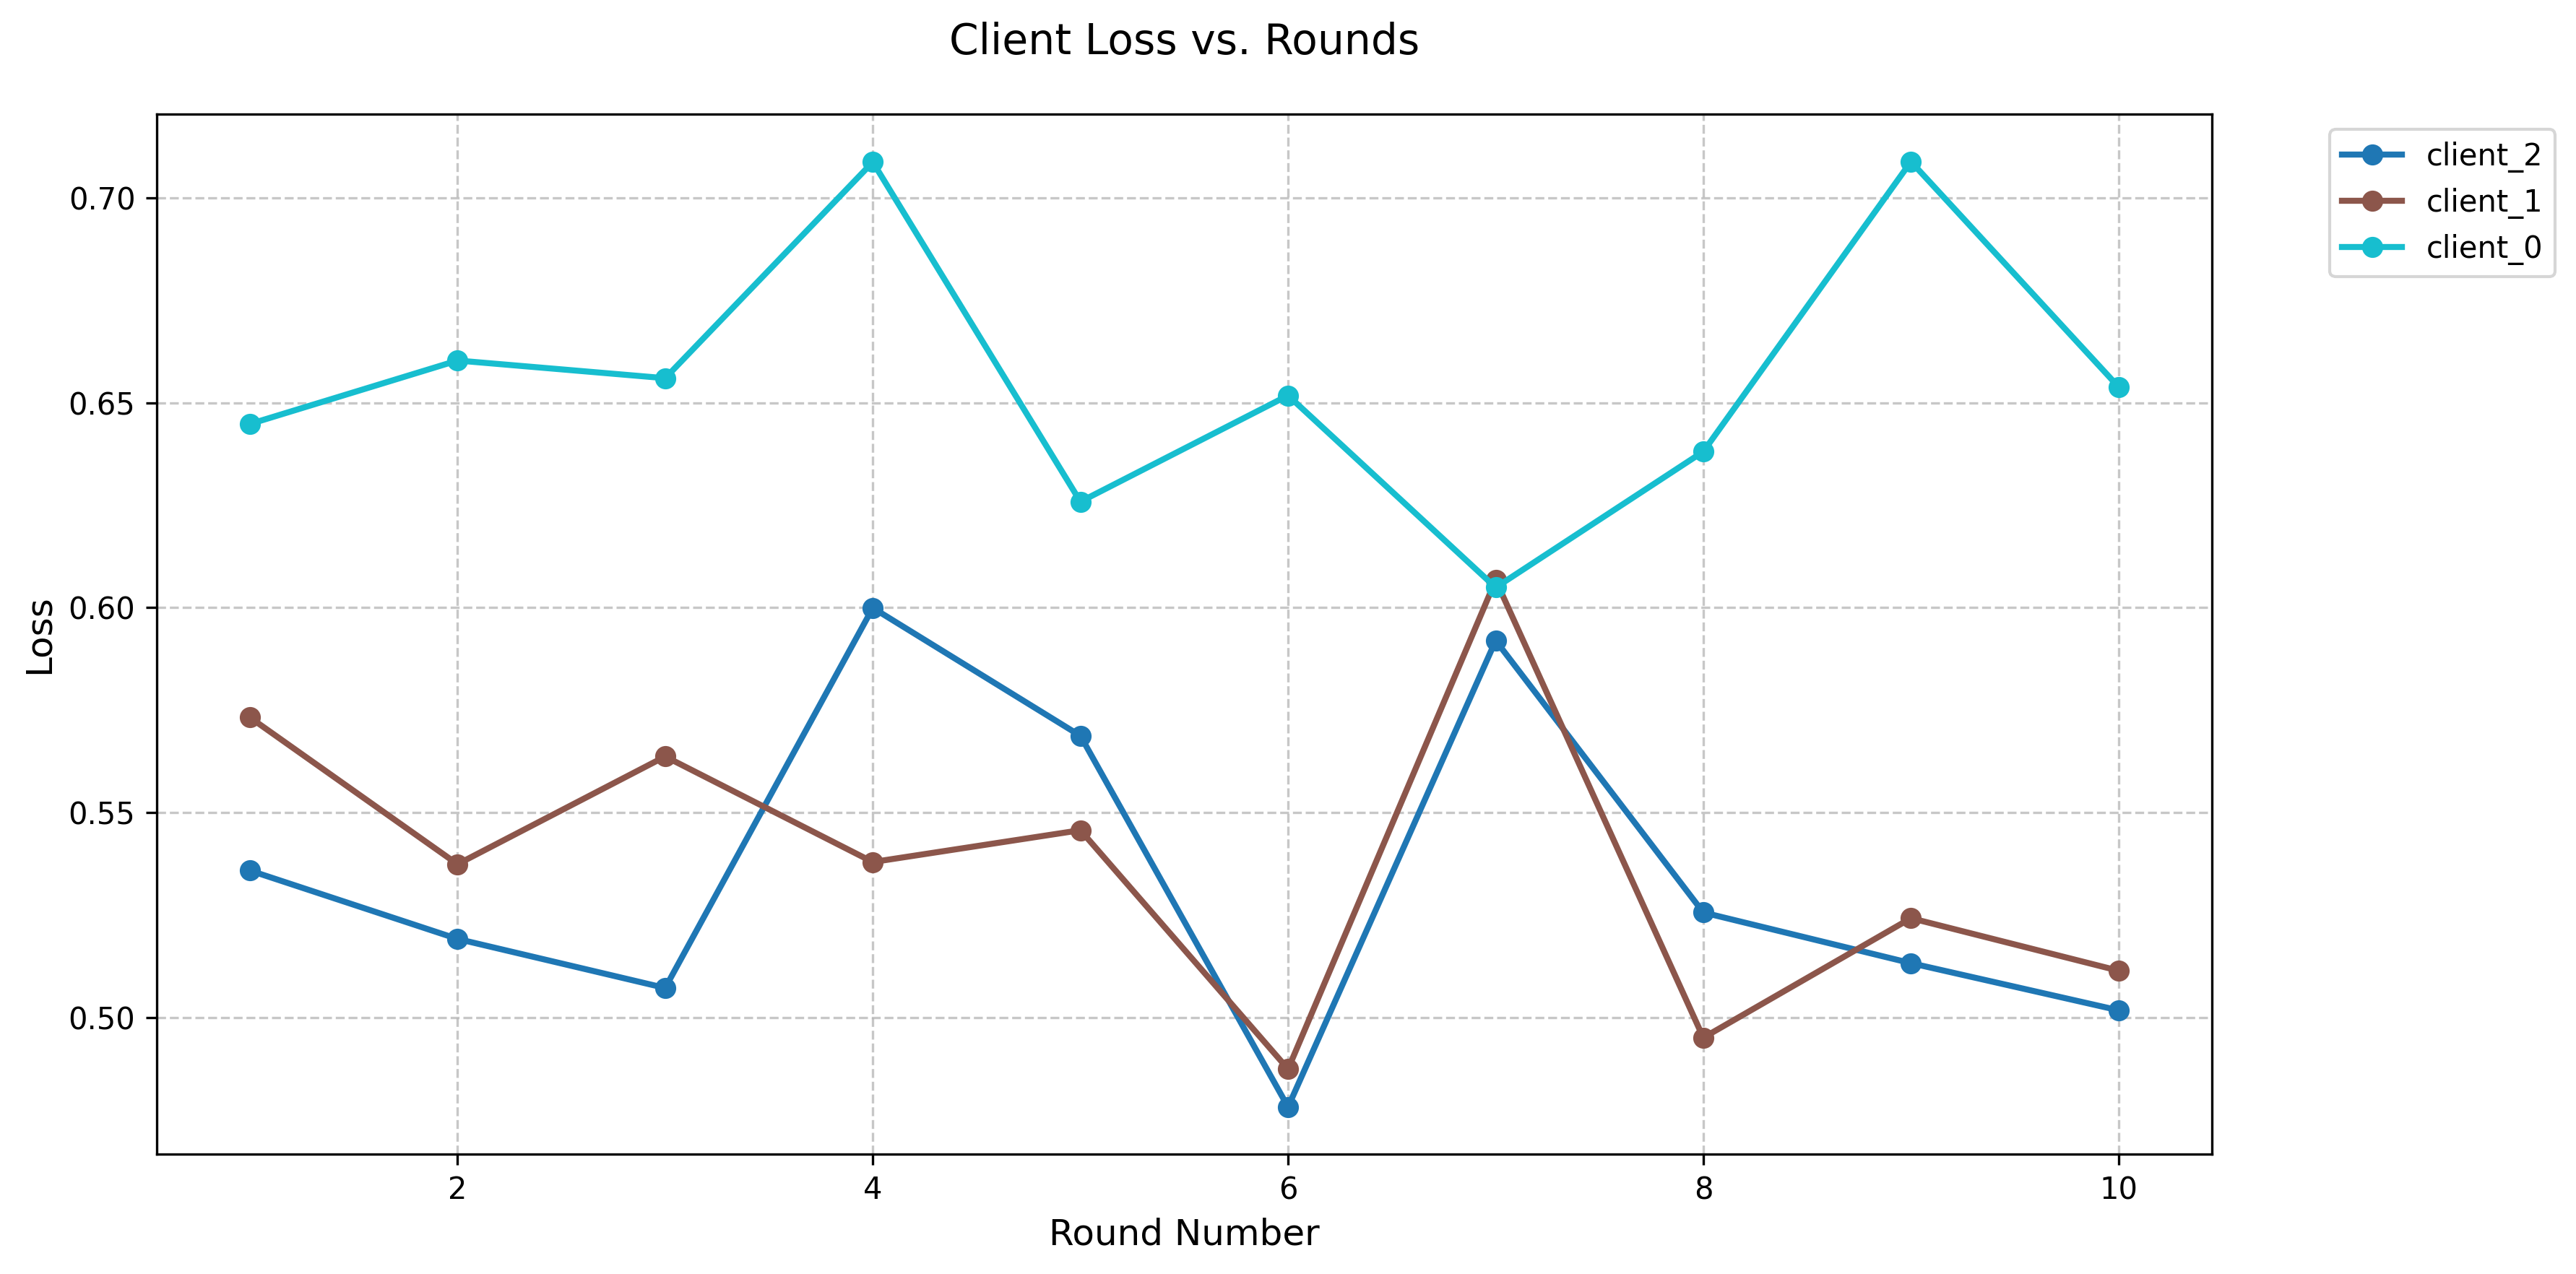 Client Loss vs. Rounds
client_2
client_1
client_0
0.70
0.65
0.60
0.55
0.50
Loss
2 4 6 8 10
Round Number